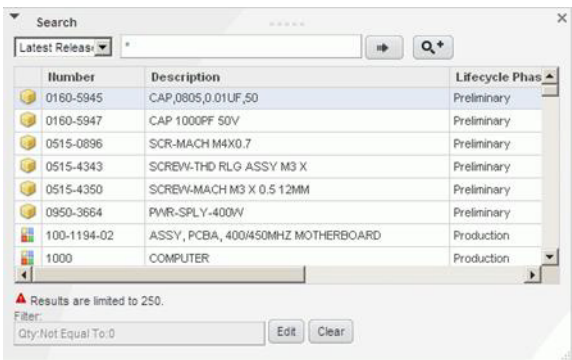 Search
Latest Releas *
Number Description Lifecycle Phas
0160-5945 CAP,0805,0.01UF,50 Preliminary
0160-5947 CAP 1000PF 50V Preliminary
0515-0896 SCR-MACH M4X0.7 Preliminary
0515-4343 SCREW-THD RLG ASSY M3 X Preliminary
0515-4350 SCREW-MACH M3 X 0.5 12MM Preliminary
0950-3664 PWR-SPLY-400W Preliminary
100-1194-02 ASSY, PCBA, 400/450MHZ MOTHERBOARD Production
1000 COMPUTER Production
Results are limited to 250.
Filter:
Qty:Not Equal To:0 Edit Clear